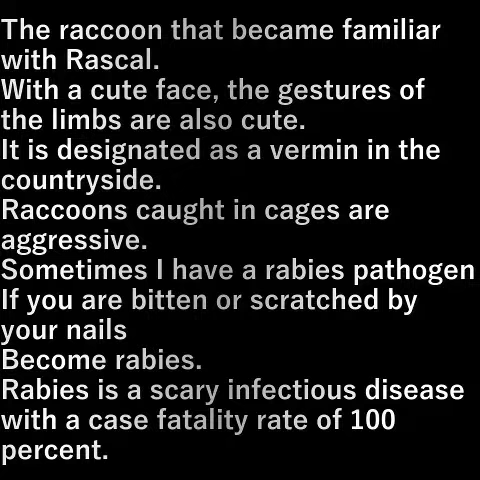 The raccoon that became familiar
with Rascal.
With a cute face, the gestures of
the limbs are also cute.
It is designated as a vermin in the
countryside.
Raccoons caught in cages are
aggressive.
Sometimes I have a rabies pathogen
If you are bitten or scratched by
your nails
Become rabies.
Rabies is a scary infectious disease
with a case fatality rate of 100
percent.